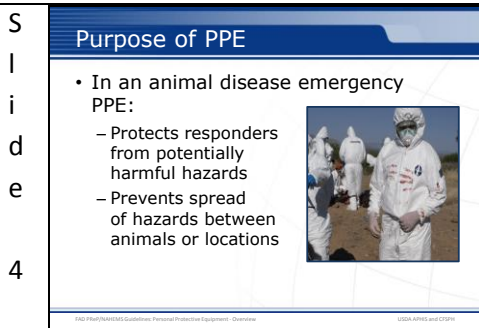 Slide 4
Purpose of PPE
• In an animal disease emergency
PPE:
– Protects responders
from potentially
harmful hazards
– Prevents spread
of hazards between
animals or locations
FAD PReP/NAHEMS Guidelines: Personal Protective Equipment - Overview
USDA APHIS and CFSPH